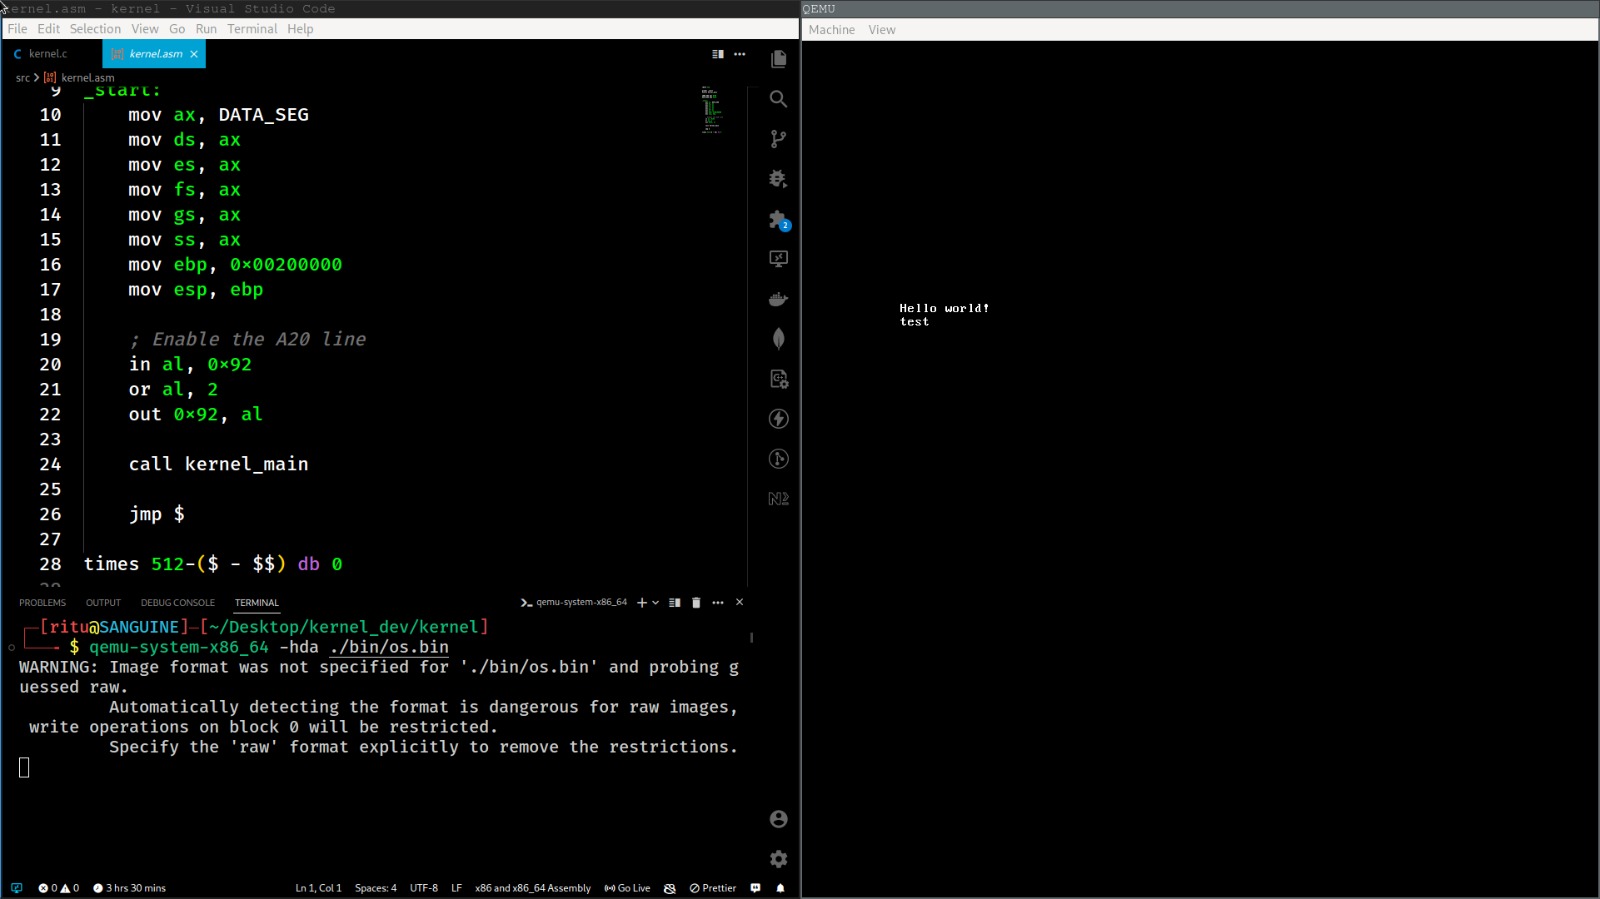 kernel.asm - kernel - Visual Studio Code
File Edit Selection View Go Run Terminal Help
kernel.c kernel.asm
src > kernel.asm
9 _start:
10 mov ax, DATA_SEG
11 mov ds, ax
12 mov es, ax
13 mov fs, ax
14 mov gs, ax
15 mov ss, ax
16 mov ebp, 0x00200000
17 mov esp, ebp
18
19 ; Enable the A20 line
20 in al, 0x92
21 or al, 2
22 out 0x92, al
23
24 call kernel_main
25
26 jmp $
27
28 times 512-($ - $$) db 0
2
PROBLEMS OUTPUT DEBUG CONSOLE TERMINAL
qemu-system-x86_64
[ritu@SANGUINE]-[~/Desktop/kernel_dev/kernel]
$ qemu-system-x86_64 -hda ./bin/os.bin
WARNING: Image format was not specified for './bin/os.bin' and probing g
uessed raw.
Automatically detecting the format is dangerous for raw images,
write operations on block 0 will be restricted.
Specify the 'raw' format explicitly to remove the restrictions.
0 0 3 hrs 30 mins Ln 1, Col 1 Spaces: 4 UTF-8 LF x86 and x86_64 Assembly Go Live Prettier
QEMU
Machine View
Hello world!
test